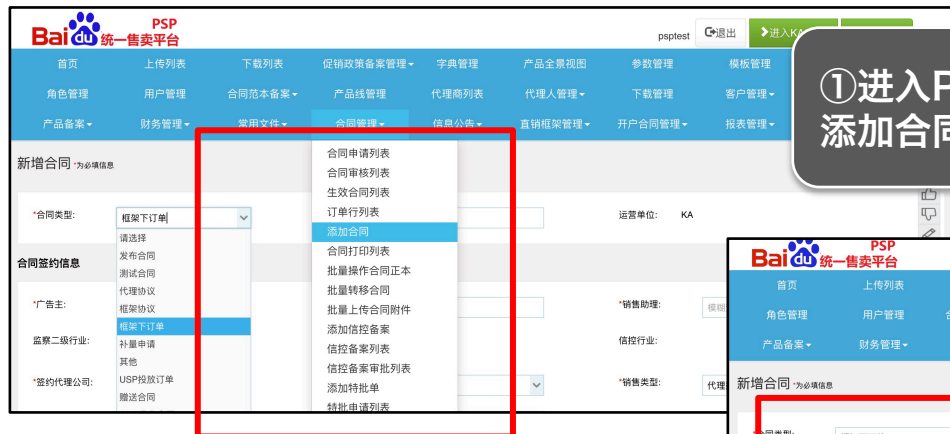 Baidu 统一售卖平台 PSP
psptest 退出 进入KA
首页 上传列表 下载列表 促销政策备案管理 字典管理 产品全景视图 参数管理 模板管理
角色管理 用户管理 合同范本备案 产品线管理 代理商列表 代理人管理 下载管理 客户管理
产品备案 财务管理 常用文件 合同管理 信息公告 直销框架管理 开户合同管理 报表管理
①进入P
添加合同
新增合同 *为必填信息
*合同类型: 框架下订单 运营单位: KA
请选择
发布合同
测试合同
代理协议
框架协议
框架下订单
补量申请
其他
USP投放订单
赠送合同
合同申请列表
合同审核列表
生效合同列表
订单行列表
添加合同
合同打印列表
批量操作合同正本
批量转移合同
批量上传合同附件
添加信控备案
信控备案列表
信控备案审批列表
添加特批单
特批申请列表
合同签约信息
*广告主: *销售助理: 模糊
监察二级行业: 信控行业:
*签约代理公司: *销售类型: 代理
Baidu 统一售卖平台 PSP
首页 上传列表
角色管理 用户管理
产品备案 财务管理
新增合同 *为必填信息